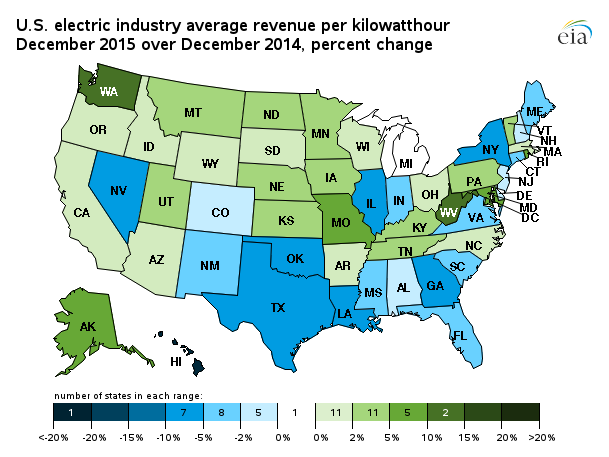 U.S. electric industry average revenue per kilowatthour
December 2015 over December 2014, percent change
eia
WA
MT
ND
MN
ME
OR
ID
SD
WI
MI
NY
VT
NH
MA
RI
CT
WY
NE
IA
PA
NJ
NV
UT
CO
IL
IN
OH
DE
MD
DC
CA
KS
MO
WV
VA
KY
AZ
NM
OK
AR
TN
NC
SC
TX
LA
MS
AL
GA
FL
AK
HI
number of states in each range:
1 7 8 5 1 11 11 5 2
<-20% -20% -15% -10% -5% -2% 0% 0% 2% 5% 10% 15% 20% >20%